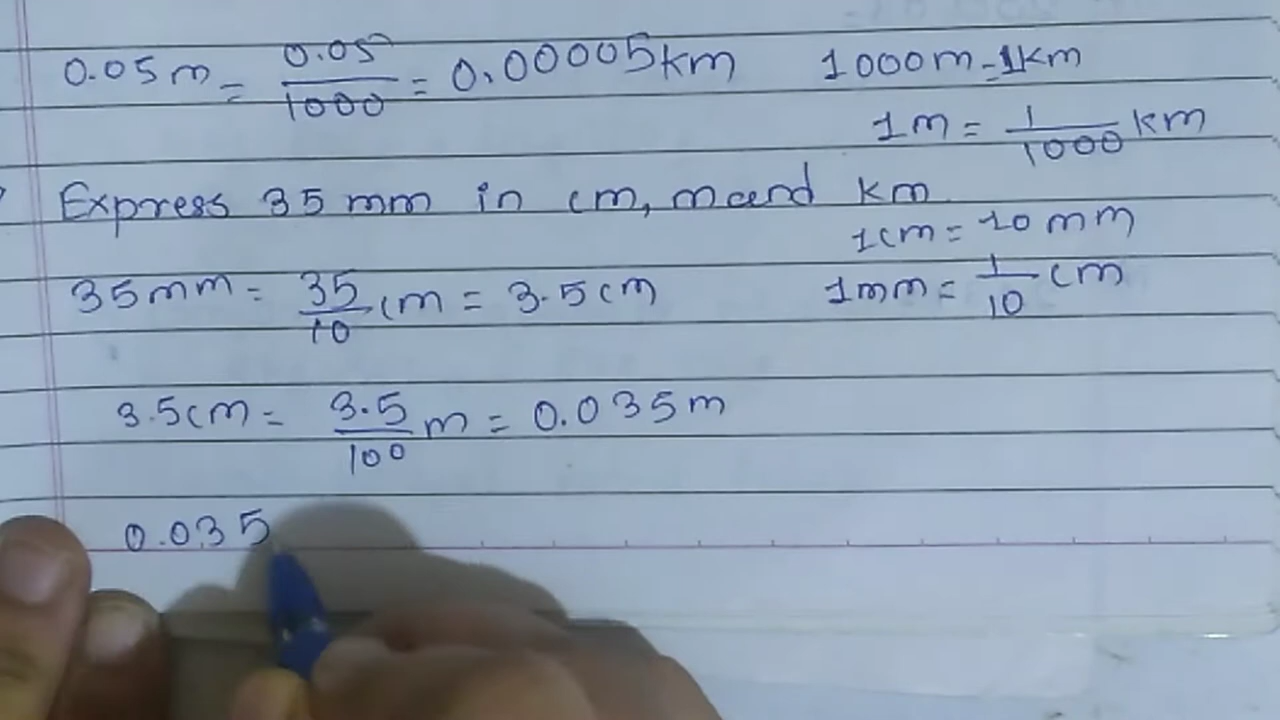 0.05m = 0.05/1000 = 0.00005km 1000m = 1km
1m = 1/1000 km
Express 35 mm in cm, m and km
1cm = 10 mm
35mm = 35/10 cm = 3.5cm 1mm = 1/10 cm
3.5cm = 3.5/100 m = 0.035m
0.035